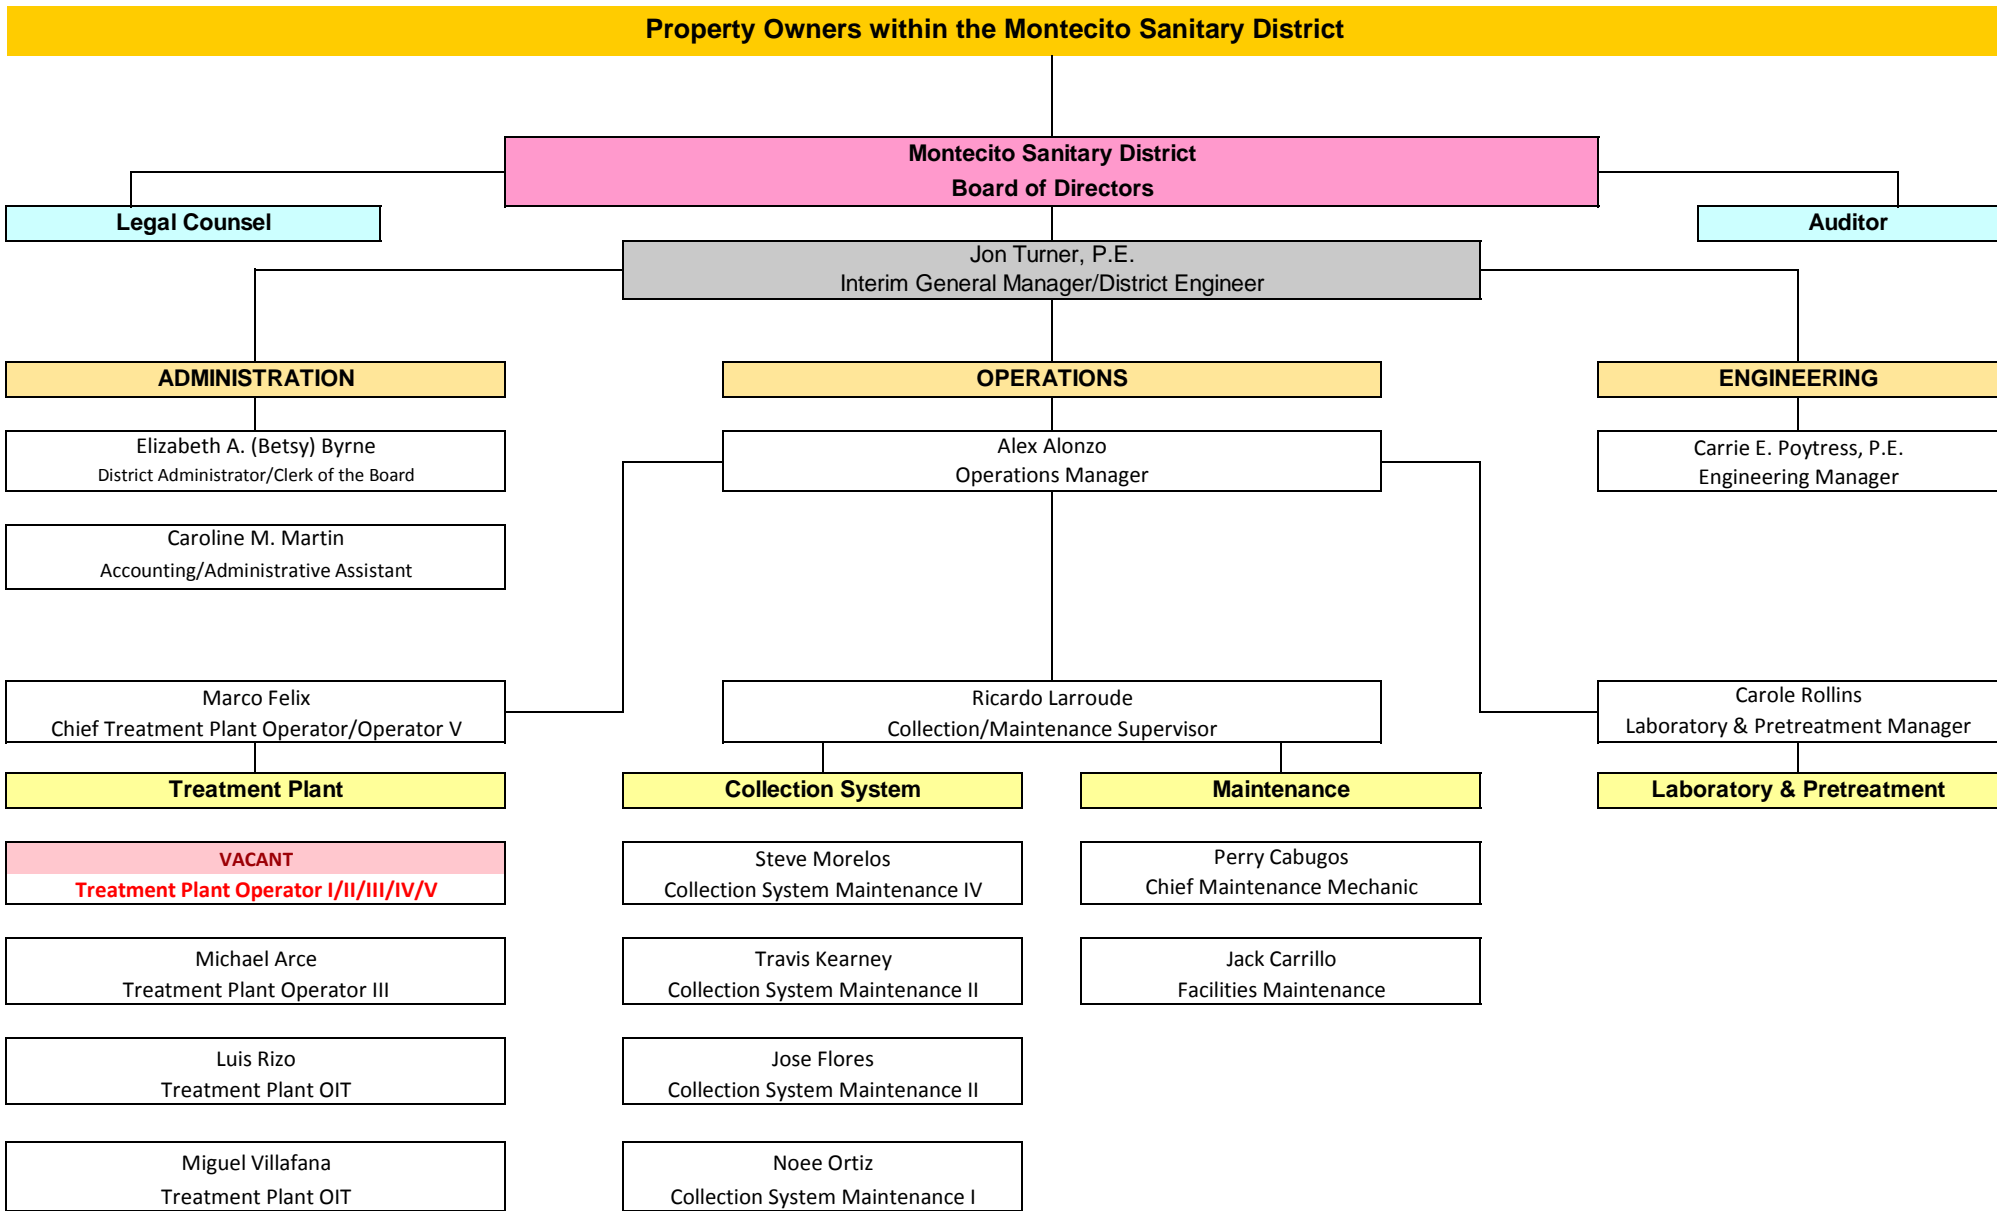 Property Owners within the Montecito Sanitary District
Montecito Sanitary District
Board of Directors
Legal Counsel
Auditor
Jon Turner, P.E.
Interim General Manager/District Engineer
ADMINISTRATION
OPERATIONS
ENGINEERING
Elizabeth A. (Betsy) Byrne
District Administrator/Clerk of the Board
Alex Alonzo
Operations Manager
Carrie E. Poytress, P.E.
Engineering Manager
Caroline M. Martin
Accounting/Administrative Assistant
Marco Felix
Chief Treatment Plant Operator/Operator V
Ricardo Larroude
Collection/Maintenance Supervisor
Carole Rollins
Laboratory & Pretreatment Manager
Treatment Plant
Collection System
Maintenance
Laboratory & Pretreatment
VACANT
Treatment Plant Operator I/II/III/IV/V
Steve Morelos
Collection System Maintenance IV
Perry Cabugos
Chief Maintenance Mechanic
Michael Arce
Treatment Plant Operator III
Travis Kearney
Collection System Maintenance II
Jack Carrillo
Facilities Maintenance
Luis Rizo
Treatment Plant OIT
Jose Flores
Collection System Maintenance II
Miguel Villafana
Treatment Plant OIT
Noee Ortiz
Collection System Maintenance I